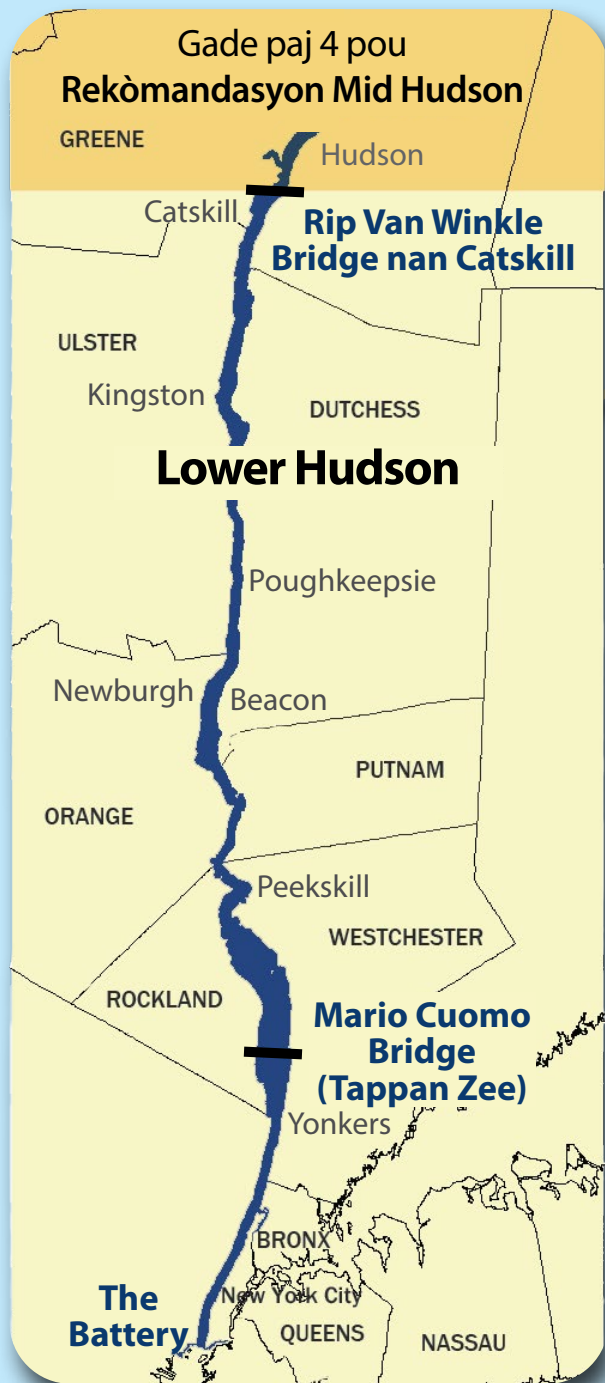 Gade paj 4 pou
Rekòmandasyon Mid Hudson
GREENE
Hudson
Catskill
Rip Van Winkle
Bridge nan Catskill
ULSTER
Kingston
DUTCHESS
Lower Hudson
Poughkeepsie
Newburgh
Beacon
PUTNAM
ORANGE
Peekskill
WESTCHESTER
ROCKLAND
Mario Cuomo
Bridge
(Tappan Zee)
Yonkers
BRONX
New York City
The
Battery
QUEENS
NASSAU